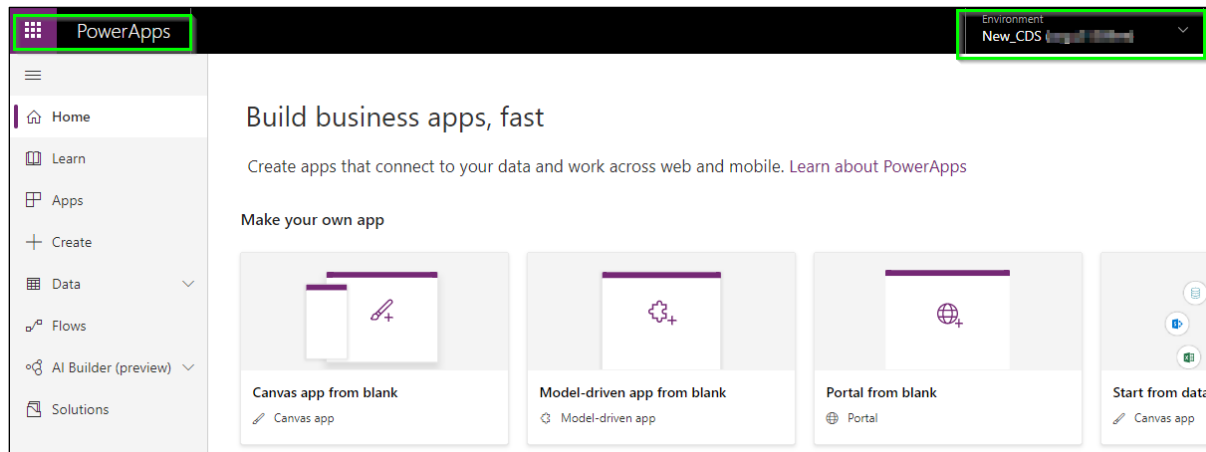 PowerApps
Environment
New_CDS
Home
Learn
Apps
Create
Data
Flows
AI Builder (preview)
Solutions
Build business apps, fast
Create apps that connect to your data and work across web and mobile. Learn about PowerApps
Make your own app
Canvas app from blank
Canvas app
Model-driven app from blank
Model-driven app
Portal from blank
Portal
Start from data
Canvas app